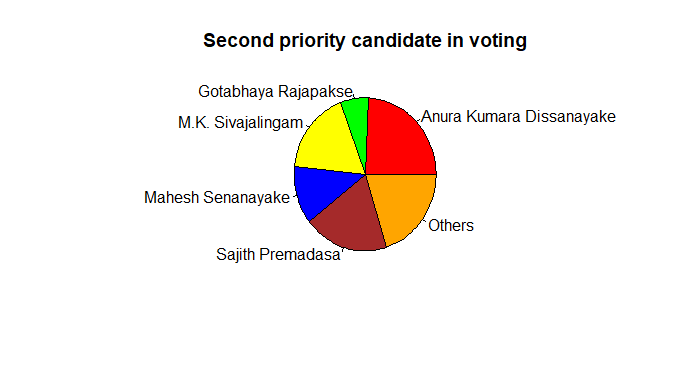 Second priority candidate in voting
Gotabhaya Rajapakse
Anura Kumara Dissanayake
M.K. Sivajalingam
Mahesh Senanayake
Others
Sajith Premadasa